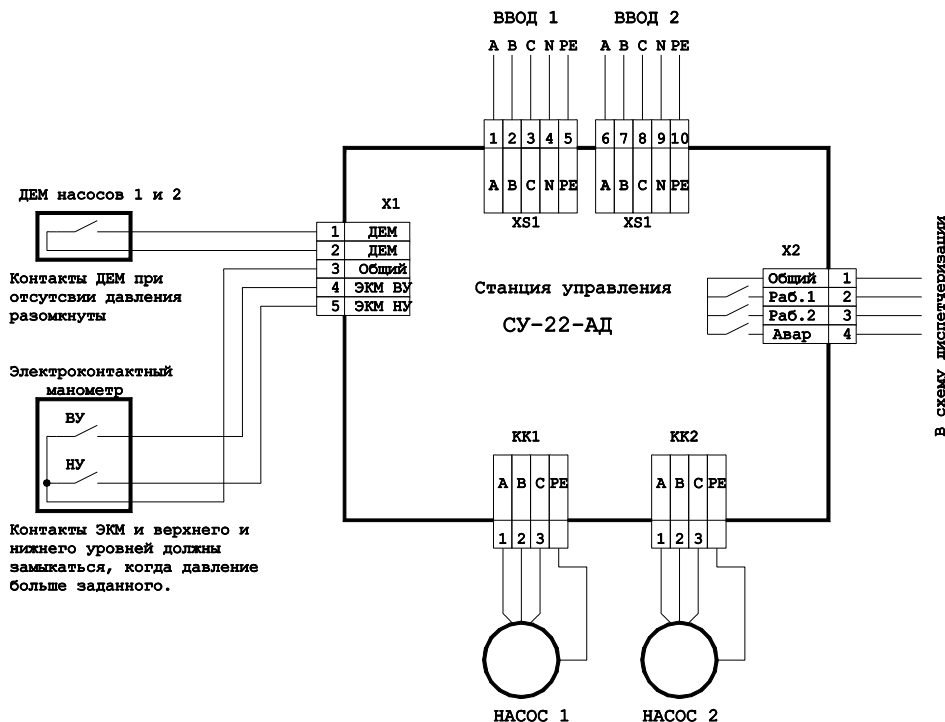 ВВОД 1 ВВОД 2
A B C N PE A B C N PE
1 2 3 4 5 6 7 8 9 10
A B C N PE A B C N PE
XS1 XS1
ДЕМ насосов 1 и 2
Контакты ДЕМ при
отсутсвии давления
разомкнуты
X1
1 ДЕМ
2 ДЕМ
3 Общий
4 ЭКМ ВУ
5 ЭКМ НУ
Станция управления
СУ-22-АД
X2
Общий 1
Раб.1 2
Раб.2 3
Авар 4
В схему диспетчеризации
Электроконтактный
манометр
ВУ
НУ
Контакты ЭКМ и верхнего и
нижнего уровней должны
замыкаться, когда давление
больше заданного.
КК1 КК2
A B C PE A B C PE
1 2 3 1 2 3
НАСОС 1 НАСОС 2